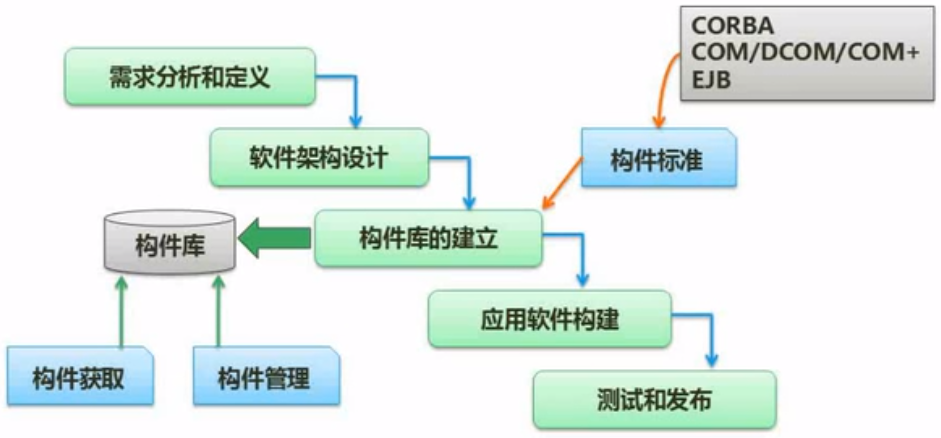 CORBA
COM/DCOM/COM+
EJB
需求分析和定义
软件架构设计
构件标准
构件库
构件库的建立
应用软件构建
构件获取
构件管理
测试和发布